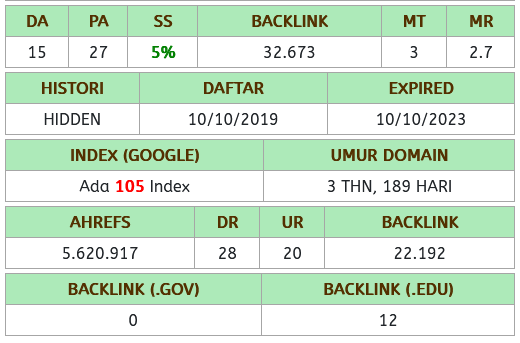 DA PA SS BACKLINK MT MR
15 27 5% 32.673 3 2.7
HISTORI DAFTAR EXPIRED
HIDDEN 10/10/2019 10/10/2023
INDEX (GOOGLE) UMUR DOMAIN
Ada 105 Index 3 THN, 189 HARI
AHREFS DR UR BACKLINK
5.620.917 28 20 22.192
BACKLINK (.GOV) BACKLINK (.EDU)
0 12